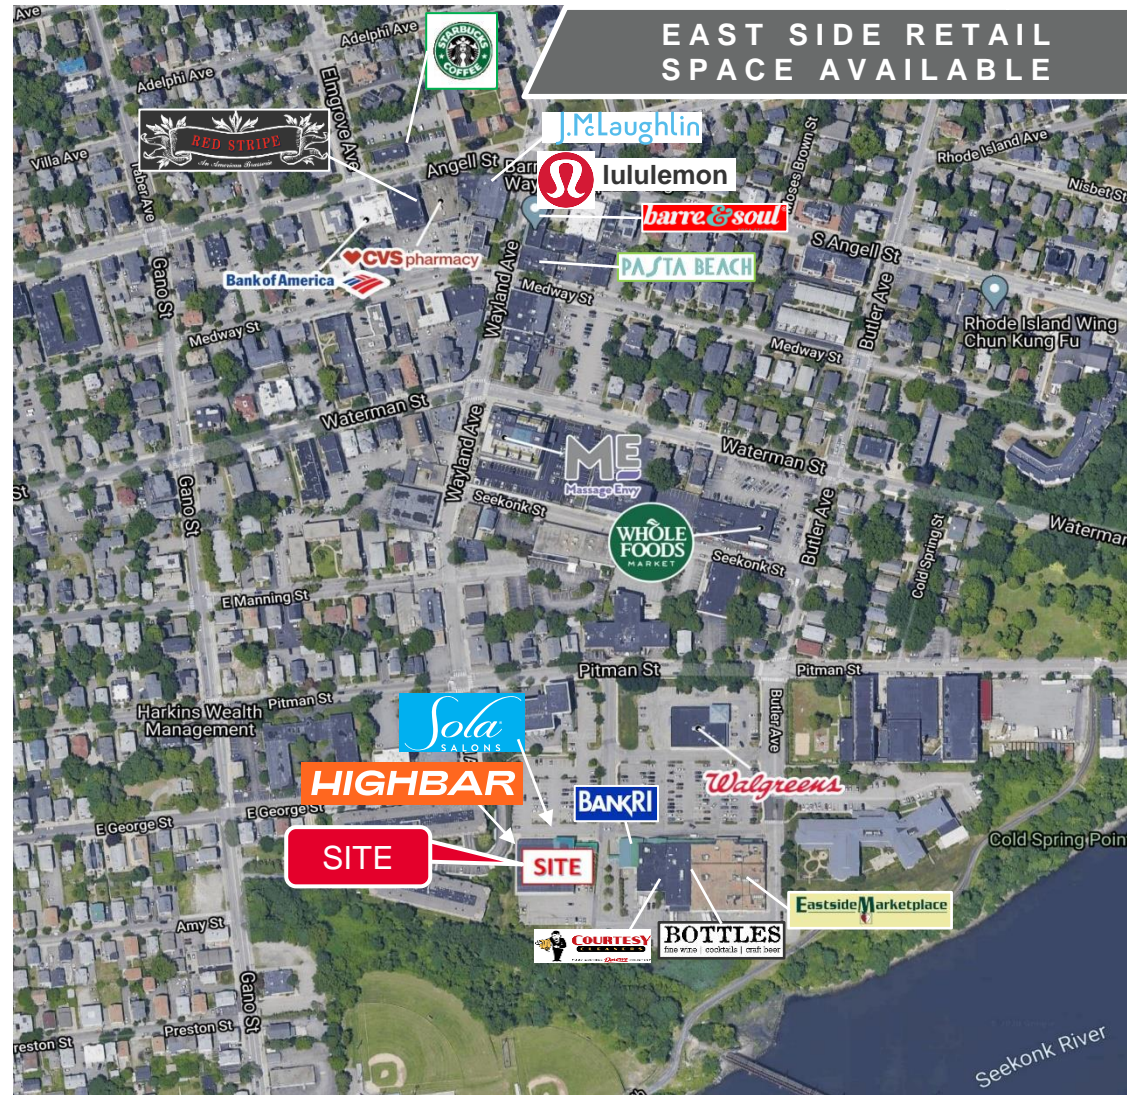 EAST SIDE RETAIL
SPACE AVAILABLE
Ave
Adelphi Ave
STARBUCKS
COFFEE
Adelphi Ave
Elmgrove Ave
RED STRIPE
An American Brasserie
J.McLaughlin
Villa Ave
Angell St
Barr
Way
lululemon
Moses Brown St
Rhode Island Ave
Nisbet St
Taber Ave
barre & soul
S Angell St
CVS pharmacy
Bank of America
PASTA BEACH
Gano St
Wayland Ave
Medway St
Butler Ave
Rhode Island Wing
Chun Kung Fu
Medway St
Medway St
Waterman St
Wayland Ave
ME
Massage Envy
Waterman St
St
Gano St
Seekonk St
WHOLE
FOODS
MARKET
Butler Ave
Seekonk St
Cold Spring St
Waterman
E Manning St
Pitman St
Pitman St
Pitman St
Harkins Wealth
Management
Sola
SALONS
Butler Ave
HIGHBAR
BANKRI
Walgreens
E George St
E George St
SITE
SITE
Cold Spring Poin
Eastside Marketplace
Amy St
COURTESY
CLEANERS
BOTTLES
fine wine | cocktails | craft beer
Gano St
Preston St
reston St
Seekonk River